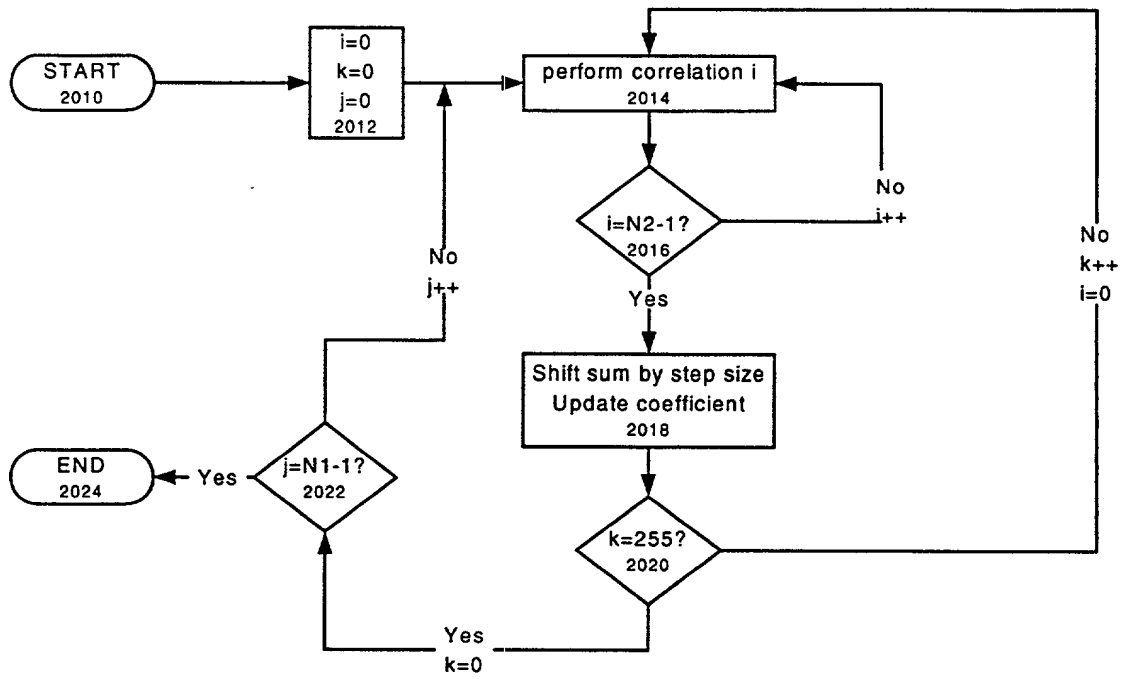 START
2010
i=0
k=0
j=0
2012
perform correlation i
2014
i=N2-1?
2016
No
i++
Yes
Shift sum by step size
Update coefficient
2018
k=255?
2020
No
k++
i=0
Yes
k=0
j=N1-1?
2022
No
j++
Yes
END
2024